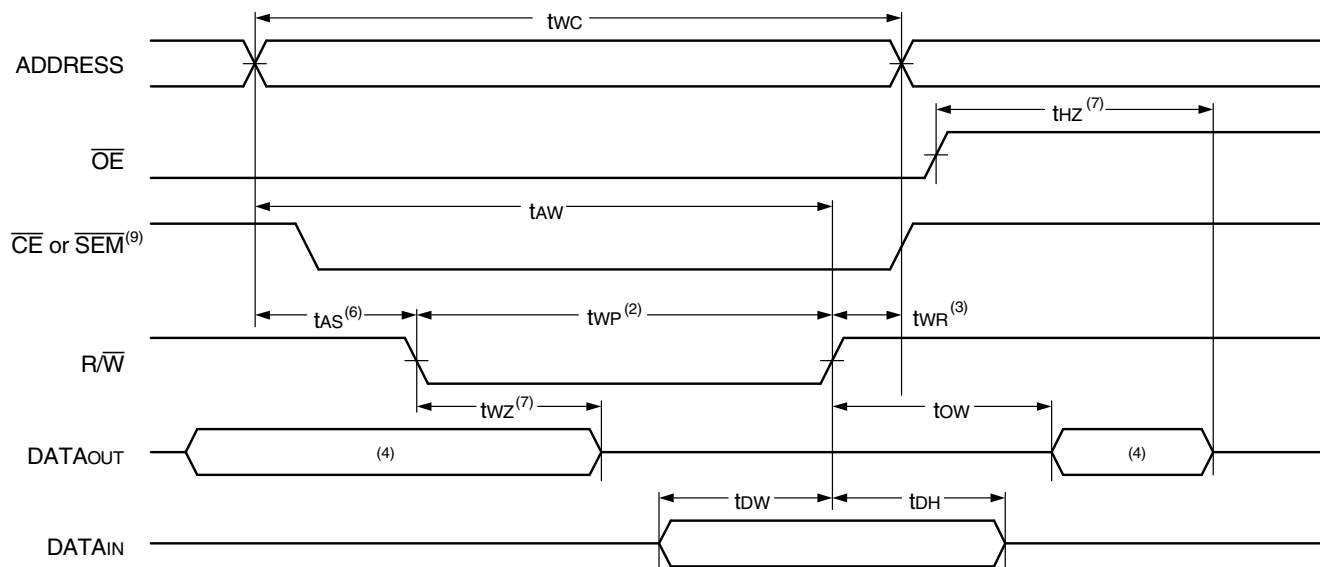 tWC
ADDRESS
tHZ (7)
OE
tAW
CE or SEM(9)
tAS(6)
tWP(2)
tWR(3)
R/W
tWZ(7)
tOW
DATAOUT
(4)
(4)
tDW
tDH
DATAIN